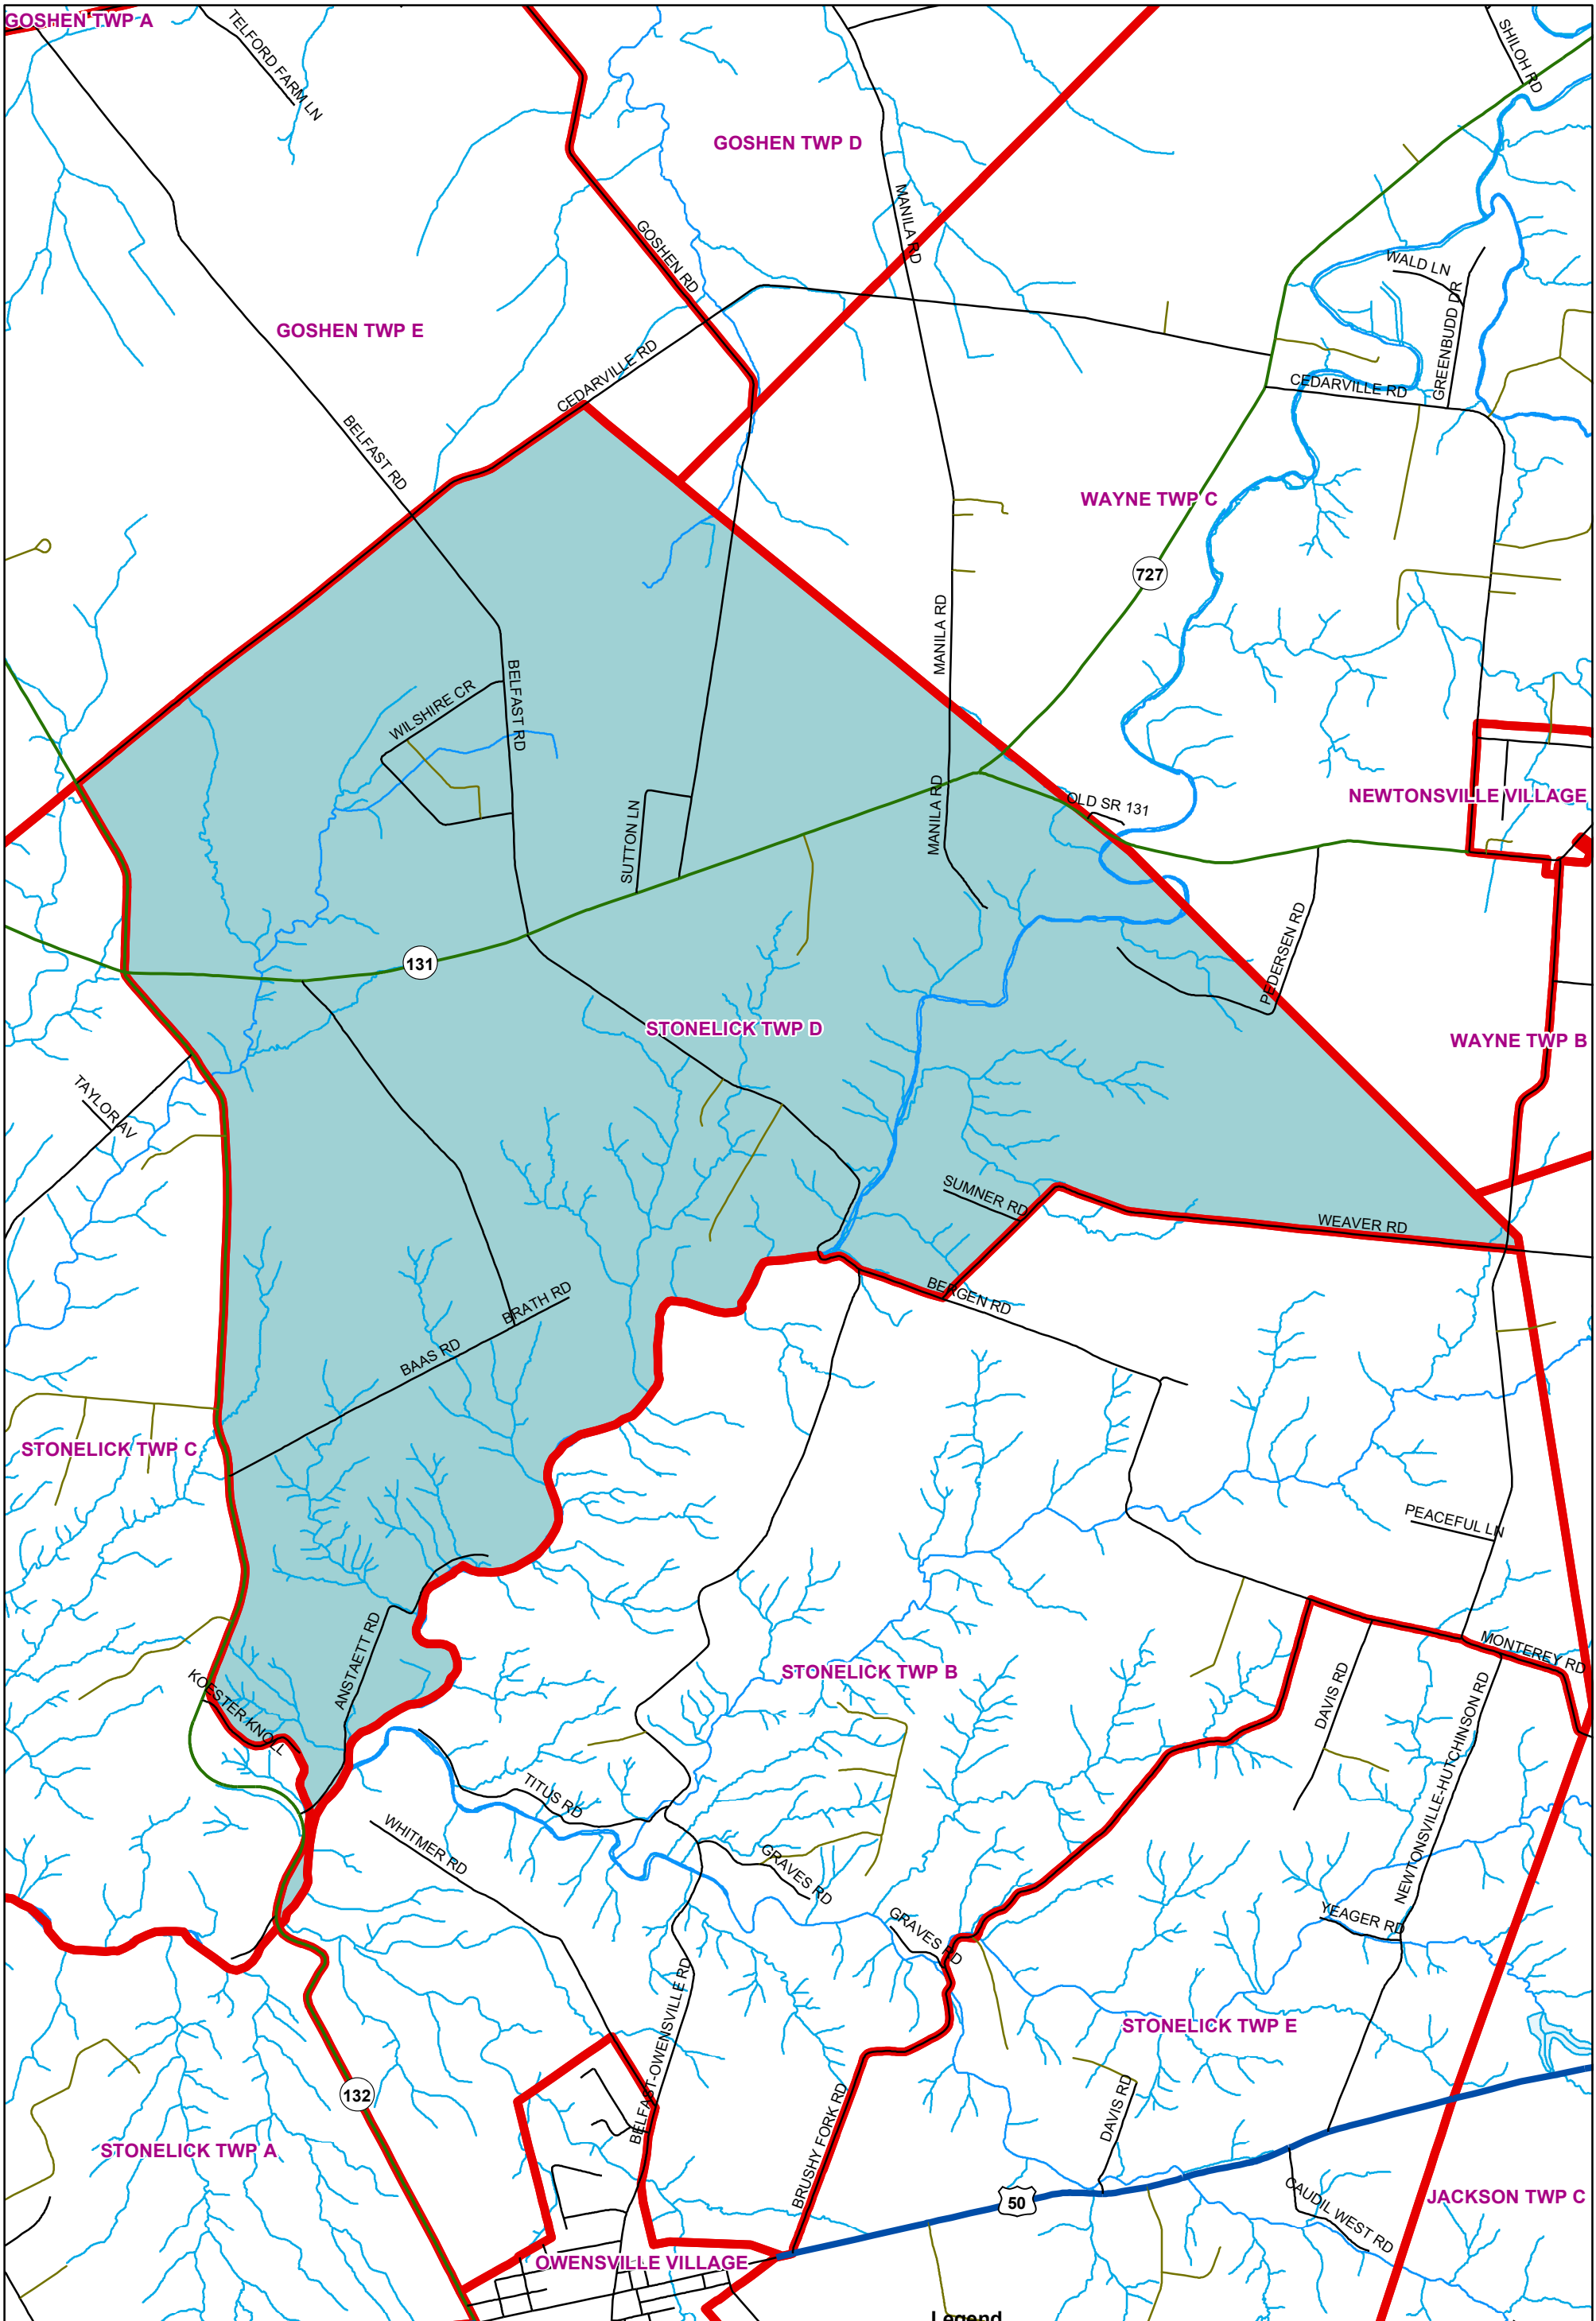 GOSHEN TWP A
TELFORD FARM LN
SHILOH RD
GOSHEN TWP D
MANILA RD
GOSHEN RD
WALD LN
GREENBUDD DR
GOSHEN TWP E
CEDARVILLE RD
CEDARVILLE RD
BELFAST RD
WAYNE TWP C
727
MANILA RD
BELFAST RD
WILSHIRE CR
MANILA RD
OLD SR 131
NEWTONSVILLE VILLAGE
SUTTON LN
PEDERSEN RD
131
STONELICK TWP D
WAYNE TWP B
TAYLOR AV
SUMNER RD
WEAVER RD
BERGEN RD
BRATH RD
BAAS RD
STONELICK TWP C
PEACEFUL LN
ANSTAETT RD
MONTEREY RD
STONELICK TWP B
DAVIS RD
KOESTER KNOLL
NEWTONSVILLE-HUTCHINSON RD
TITUS RD
WHITMER RD
GRAVES RD
GRAVES RD
YEAGER RD
BELFAST-OWENSVILLE RD
STONELICK TWP E
132
DAVIS RD
BRUSHY FORK RD
STONELICK TWP A
50
CAUDIL WEST RD
JACKSON TWP C
OWENSVILLE VILLAGE
Legend